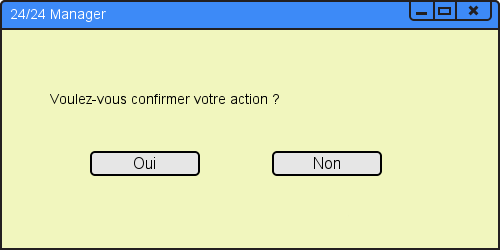 24/24 Manager
Voulez-vous confirmer votre action ?
Oui
Non